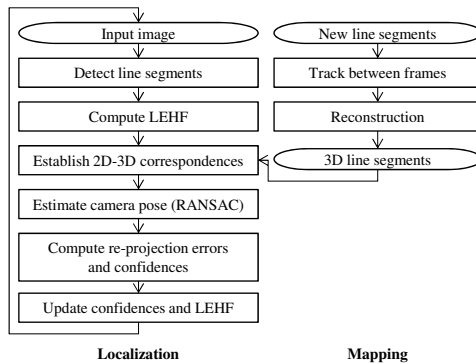 Input image
Detect line segments
Compute LEHF
Establish 2D-3D correspondences
Estimate camera pose (RANSAC)
Compute re-projection errors
and confidences
Update confidences and LEHF
Localization
New line segments
Track between frames
Reconstruction
3D line segments
Mapping